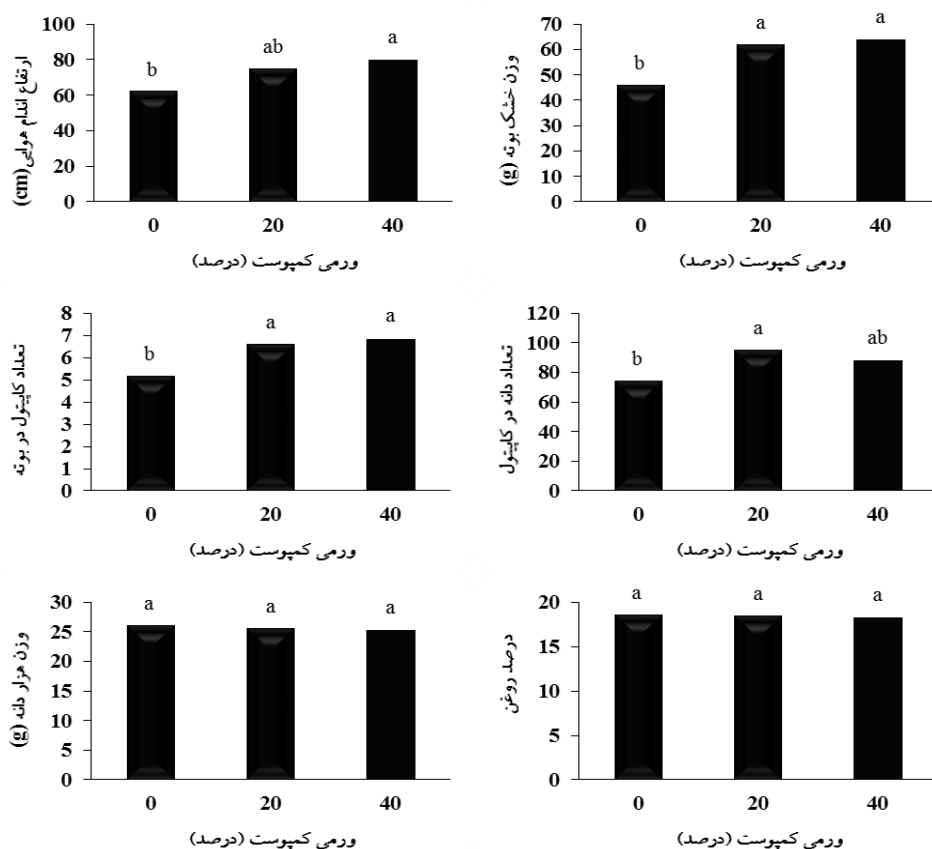 ارتفاع اندام هوایی(cm)
100
80
60
40
20
0
b
ab
a
0 20 40
ورمی کمپوست (درصد)
وزن خشک بوته (g)
70
60
50
40
30
20
10
0
b
a
a
0 20 40
ورمی کمپوست (درصد)
تعداد کاپیتول در بوته
8
7
6
5
4
3
2
1
0
b
a
a
0 20 40
ورمی کمپوست (درصد)
تعداد دانه در کاپیتول
120
100
80
60
40
20
0
b
a
ab
0 20 40
ورمی کمپوست (درصد)
وزن هزار دانه (g)
30
25
20
15
10
5
0
a
a
a
0 20 40
ورمی کمپوست (درصد)
درصد روغن
20
15
10
5
0
a
a
a
0 20 40
ورمی کمپوست (درصد)